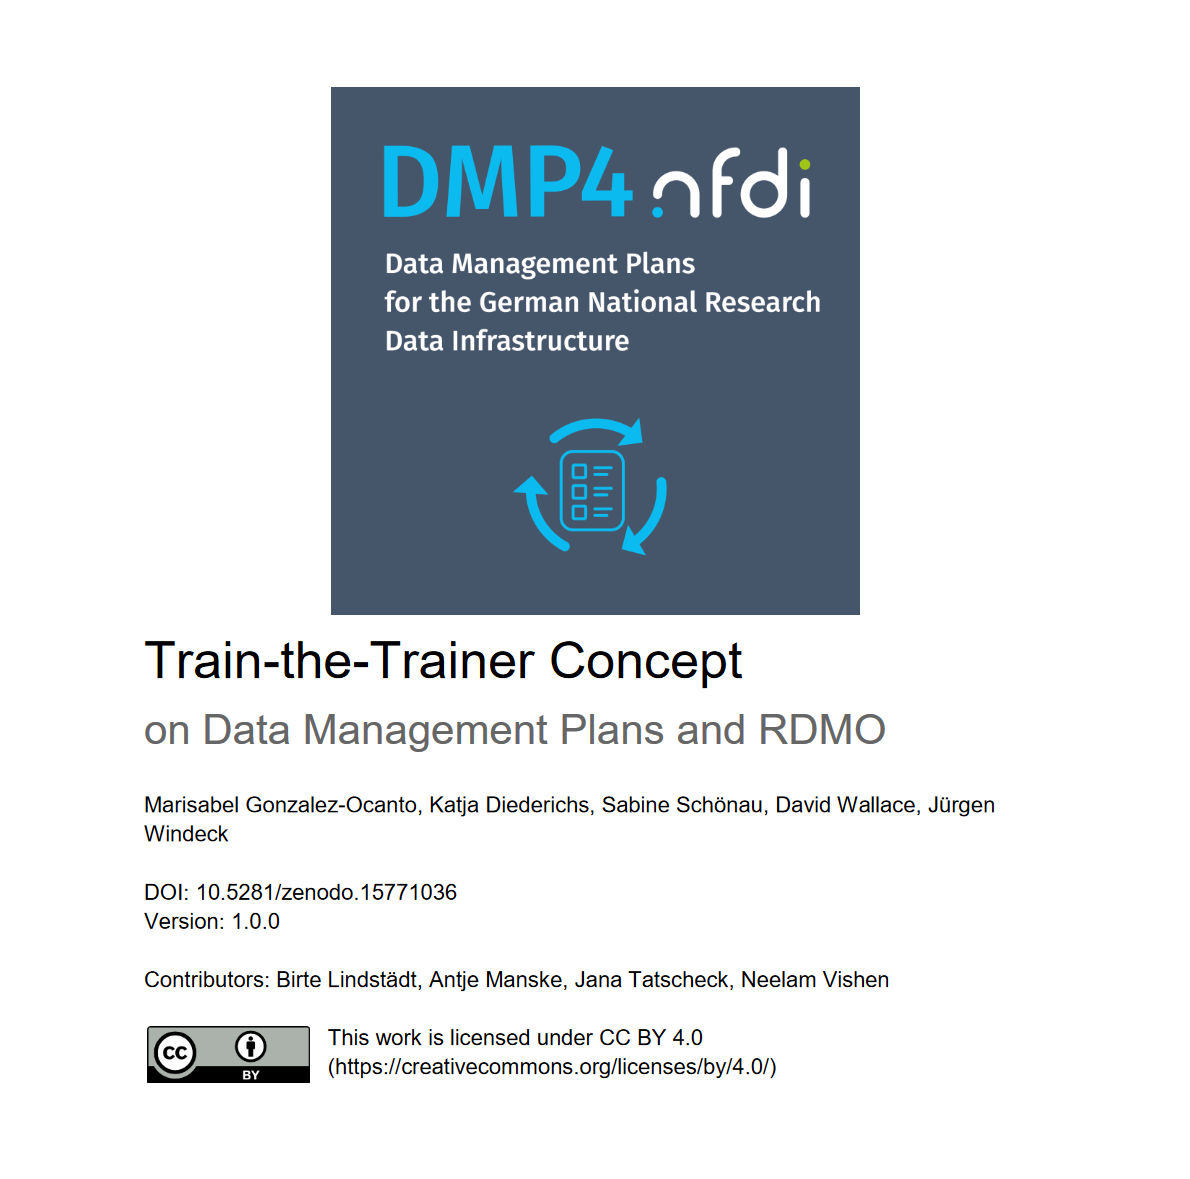 DMP4.nfdi
Data Management Plans
for the German National Research
Data Infrastructure
Train-the-Trainer Concept
on Data Management Plans and RDMO
Marisabel Gonzalez-Ocanto, Katja Diederichs, Sabine Schönau, David Wallace, Jürgen
Windeck
DOI: 10.5281/zenodo.15771036
Version: 1.0.0
Contributors: Birte Lindstädt, Antje Manske, Jana Tatscheck, Neelam Vishen
This work is licensed under CC BY 4.0
(https://creativecommons.org/licenses/by/4.0/)
CC
BY